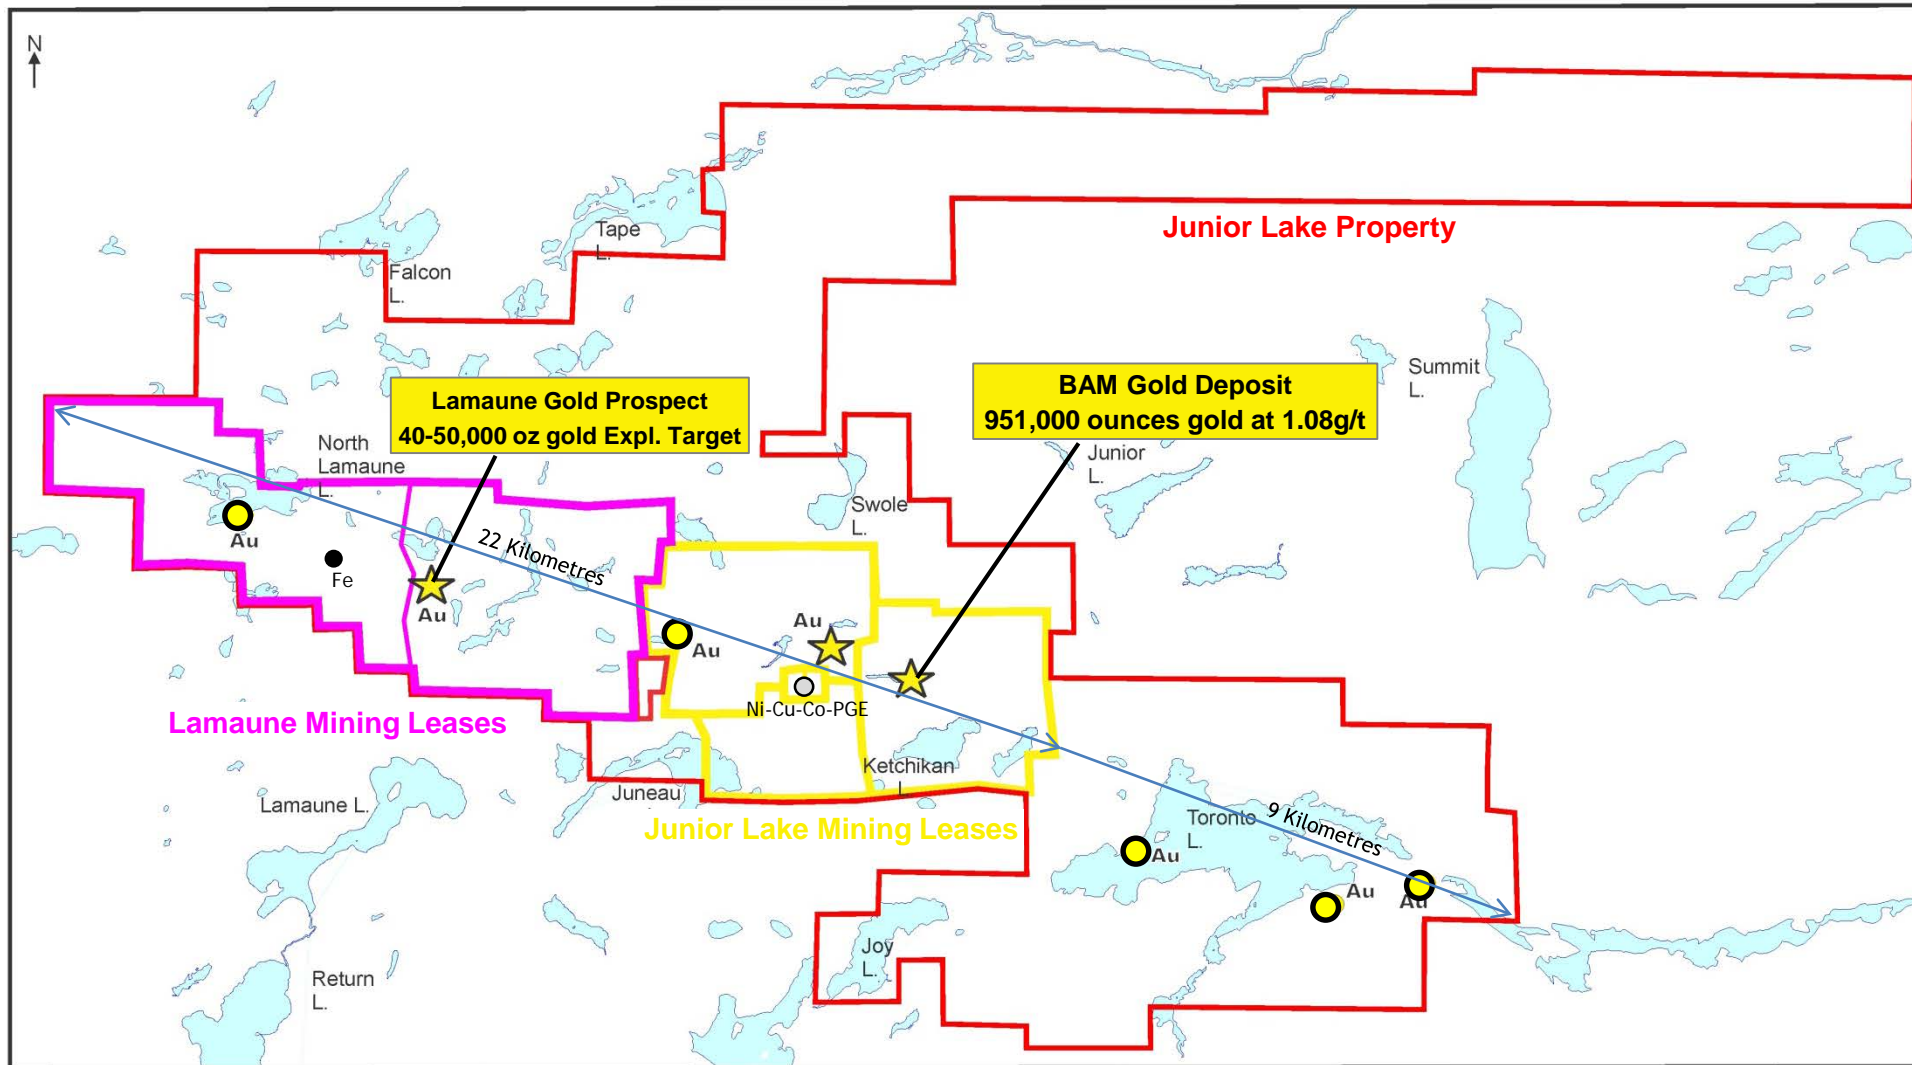 N
Tape
L.
Junior Lake Property
Falcon
L.
Summit
L.
BAM Gold Deposit
951,000 ounces gold at 1.08g/t
Lamaune Gold Prospect
40-50,000 oz gold Expl. Target
North
Lamaune
L.
Junior
L.
Swole
L.
Au
22 Kilometres
Fe
Au
Au
Au
Ni-Cu-Co-PGE
Lamaune Mining Leases
Ketchikan
L
Juneau
Lamaune L.
Junior Lake Mining Leases
Toronto
L.
9 Kilometres
Au
Au
Au
Joy
L.
Return
L.